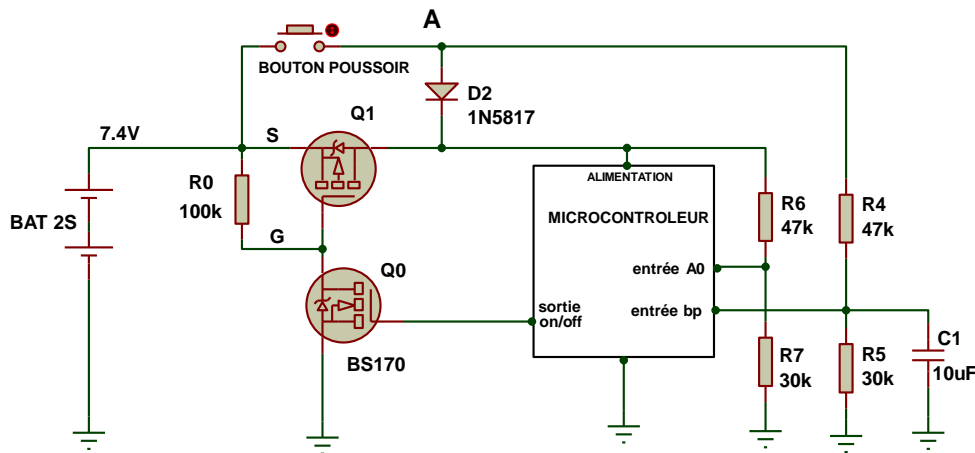 A
BOUTON POUSSOIR
D2
1N5817
7.4V
S
Q1
R0
100k
BAT 2S
G
Q0
BS170
ALIMENTATION
MICROCONTROLEUR
entrée A0
sortie
on/off
entrée bp
R6
47k
R4
47k
R7
30k
R5
30k
C1
10uF